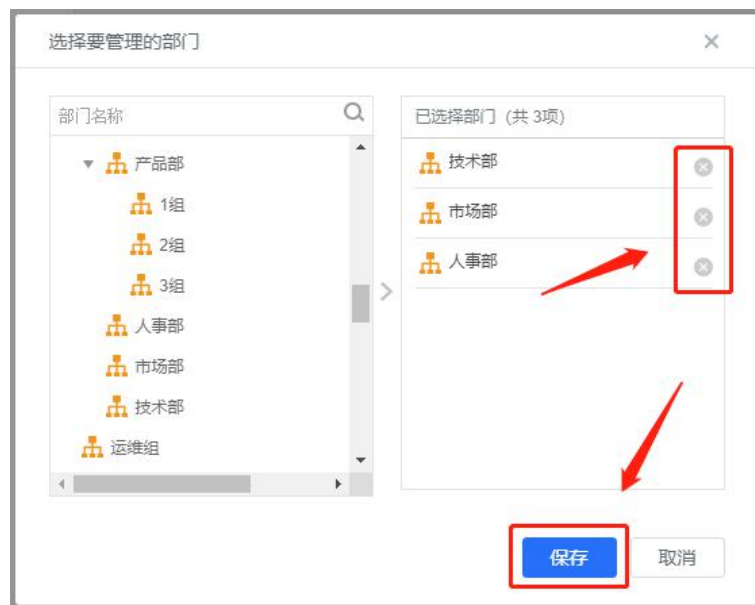 选择要管理的部门
部门名称
产品部
1组
2组
3组
人事部
市场部
技术部
运维组
已选择部门 (共 3项)
技术部
市场部
人事部
保存
取消